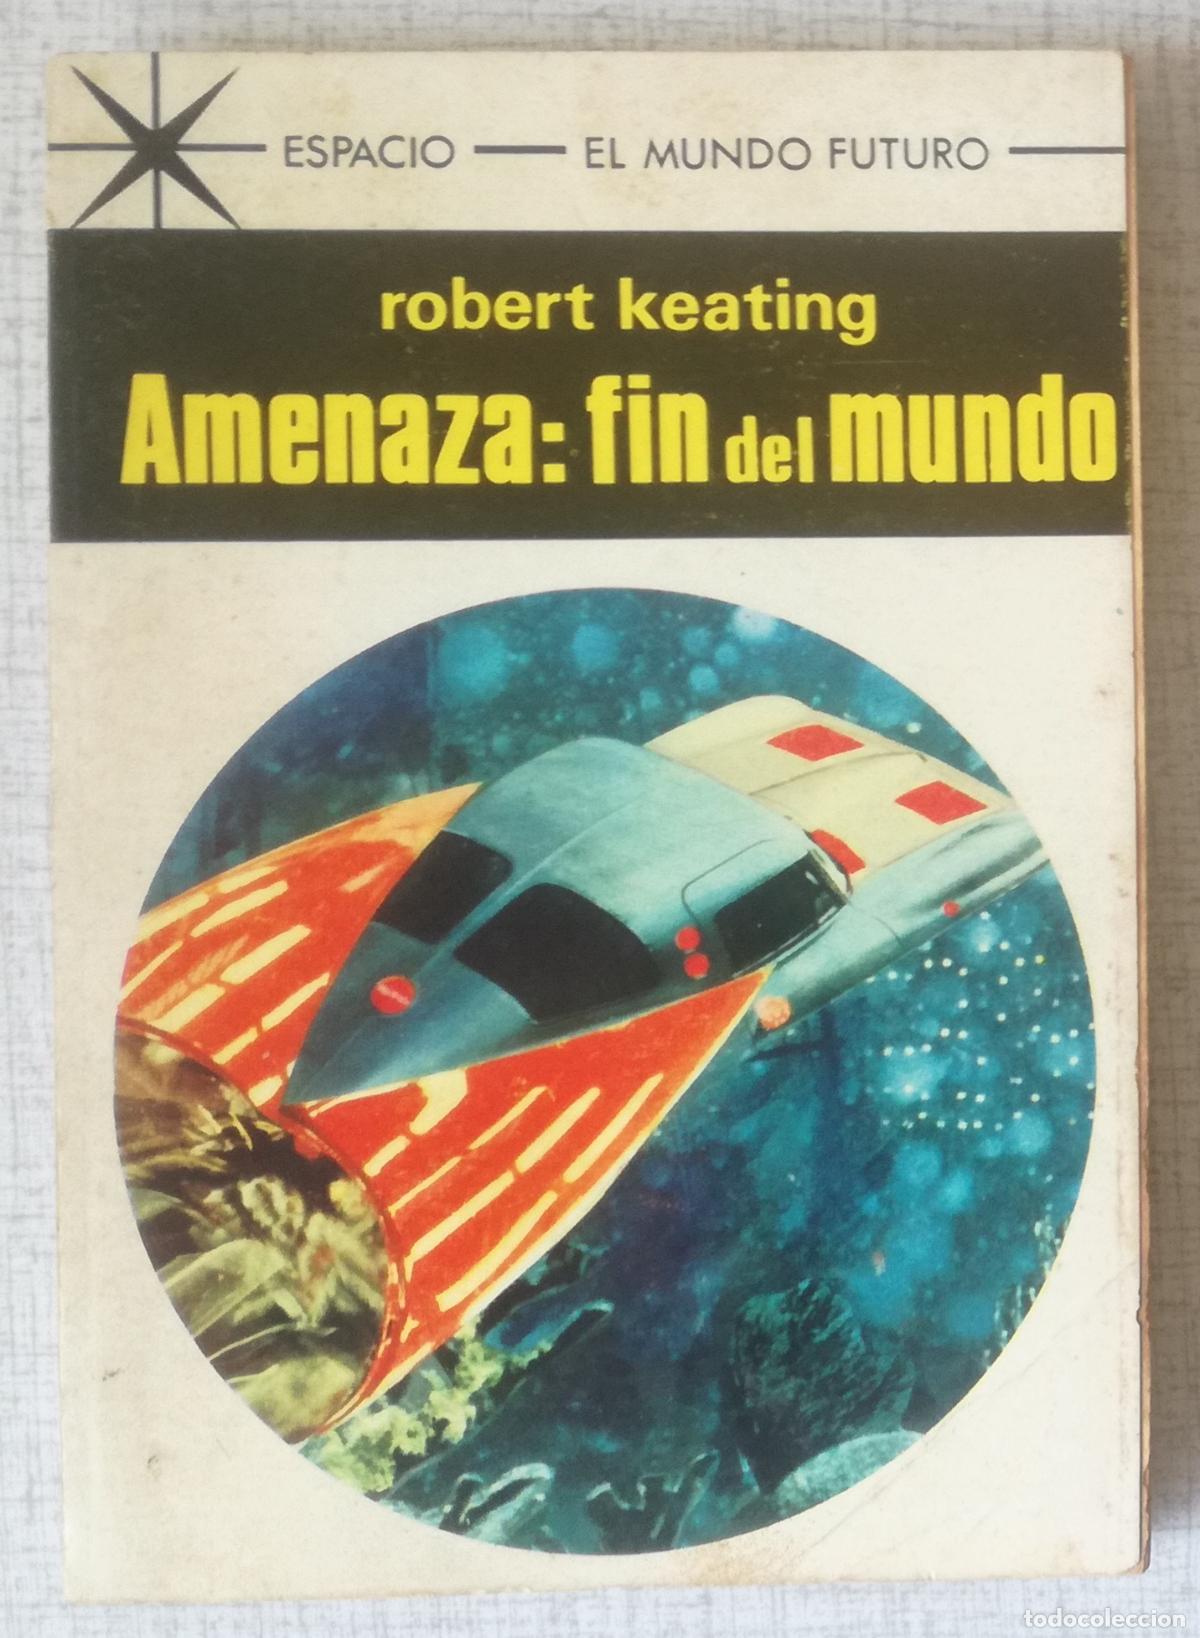 ESPACIO — EL MUNDO FUTURO
robert keating
Amenaza: fin del mundo
todocoleccion